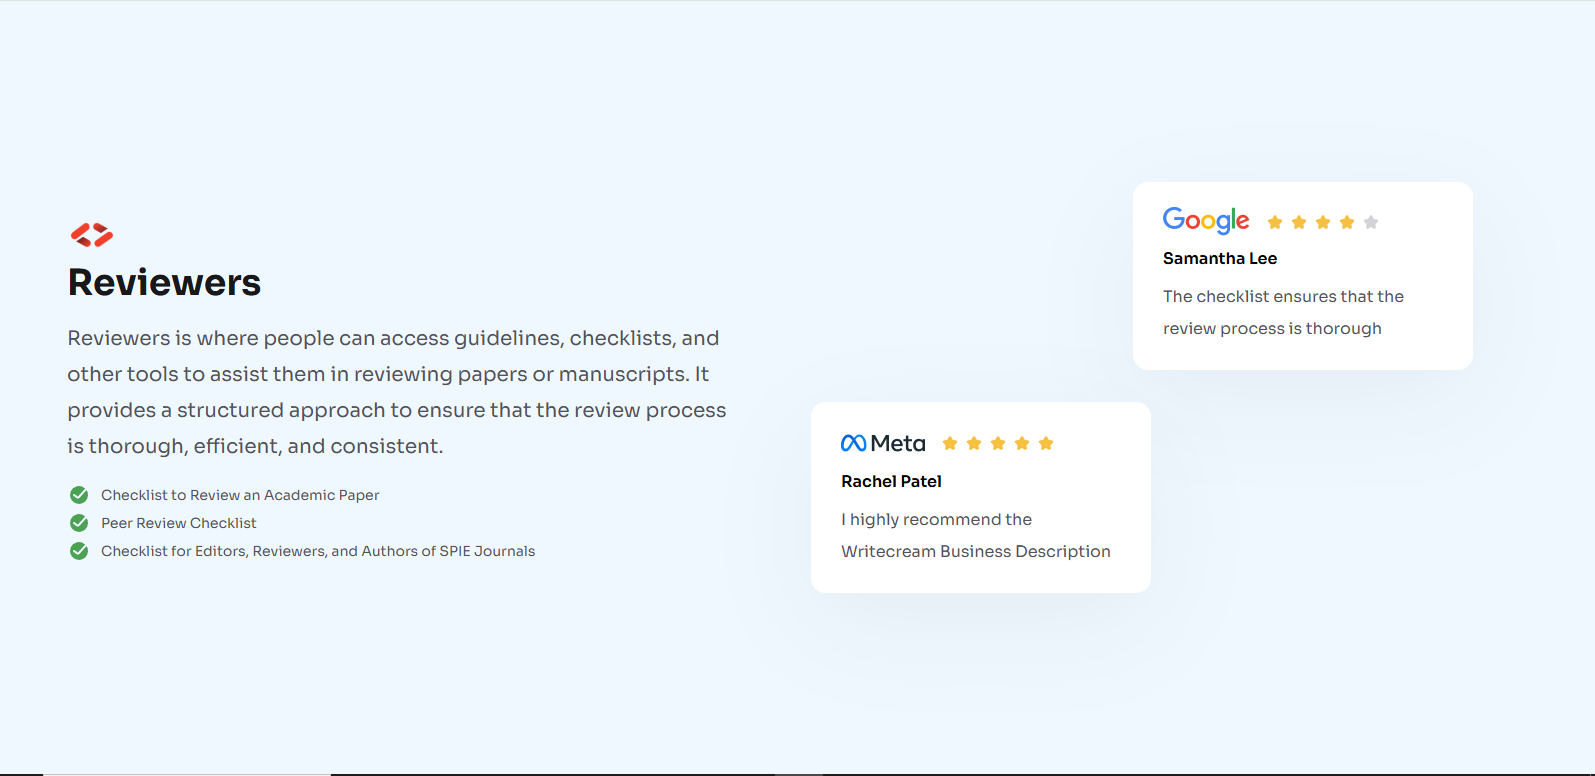 Reviewers
Reviewers is where people can access guidelines, checklists, and
other tools to assist them in reviewing papers or manuscripts. It
provides a structured approach to ensure that the review process
is thorough, efficient, and consistent.
Checklist to Review an Academic Paper
Peer Review Checklist
Checklist for Editors, Reviewers, and Authors of SPIE Journals
Google
Samantha Lee
The checklist ensures that the
review process is thorough
Meta
Rachel Patel
I highly recommend the
Writecream Business Description